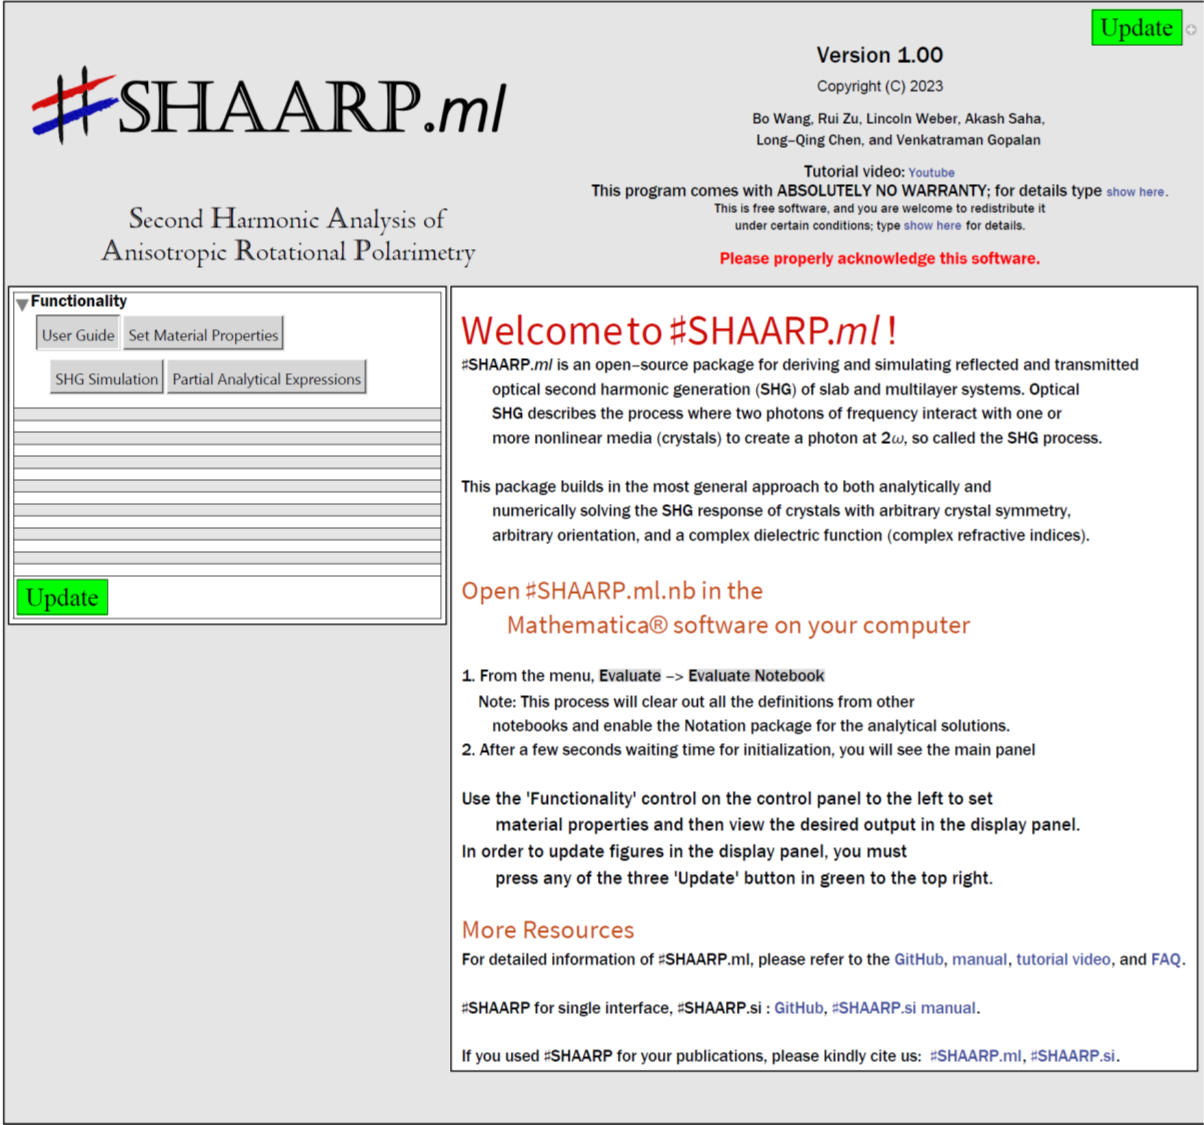 Update
#SHAARP.ml
Second Harmonic Analysis of
Anisotropic Rotational Polarimetry
Version 1.00
Copyright (C) 2023
Bo Wang, Rui Zu, Lincoln Weber, Akash Saha,
Long-Qing Chen, and Venkatraman Gopalan
Tutorial video: Youtube
This program comes with ABSOLUTELY NO WARRANTY; for details type show here.
This is free software, and you are welcome to redistribute it
under certain conditions; type show here for details.
Please properly acknowledge this software.
Functionality
User Guide Set Material Properties
SHG Simulation Partial Analytical Expressions
Update
Welcome to ♯SHAARP.ml !
♯SHAARP.ml is an open-source package for deriving and simulating reflected and transmitted
optical second harmonic generation (SHG) of slab and multilayer systems. Optical
SHG describes the process where two photons of frequency interact with one or
more nonlinear media (crystals) to create a photon at 2ω, so called the SHG process.
This package builds in the most general approach to both analytically and
numerically solving the SHG response of crystals with arbitrary crystal symmetry,
arbitrary orientation, and a complex dielectric function (complex refractive indices).
Open ♯SHAARP.ml.nb in the
Mathematica® software on your computer
1. From the menu, Evaluate -> Evaluate Notebook
Note: This process will clear out all the definitions from other
notebooks and enable the Notation package for the analytical solutions.
2. After a few seconds waiting time for initialization, you will see the main panel
Use the 'Functionality' control on the control panel to the left to set
material properties and then view the desired output in the display panel.
In order to update figures in the display panel, you must
press any of the three 'Update' button in green to the top right.
More Resources
For detailed information of ♯SHAARP.ml, please refer to the GitHub, manual, tutorial video, and FAQ.
♯SHAARP for single interface, ♯SHAARP.si : GitHub, ♯SHAARP.si manual.
If you used ♯SHAARP for your publications, please kindly cite us: ♯SHAARP.ml, ♯SHAARP.si.